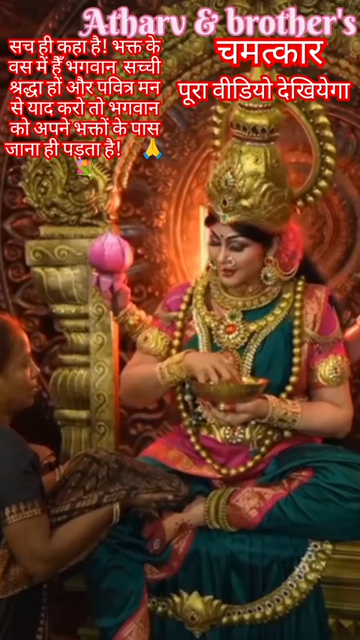 Atharv & brother's
सच ही कहा है! भक्त के
वस में हैं भगवान सच्ची
श्रद्धा हों और पवित्र मन
से याद करो तो भगवान
को अपने भक्तों के पास
जाना ही पड़ता है! 🙏
💐
चमत्कार
पूरा वीडियो देखियेगा